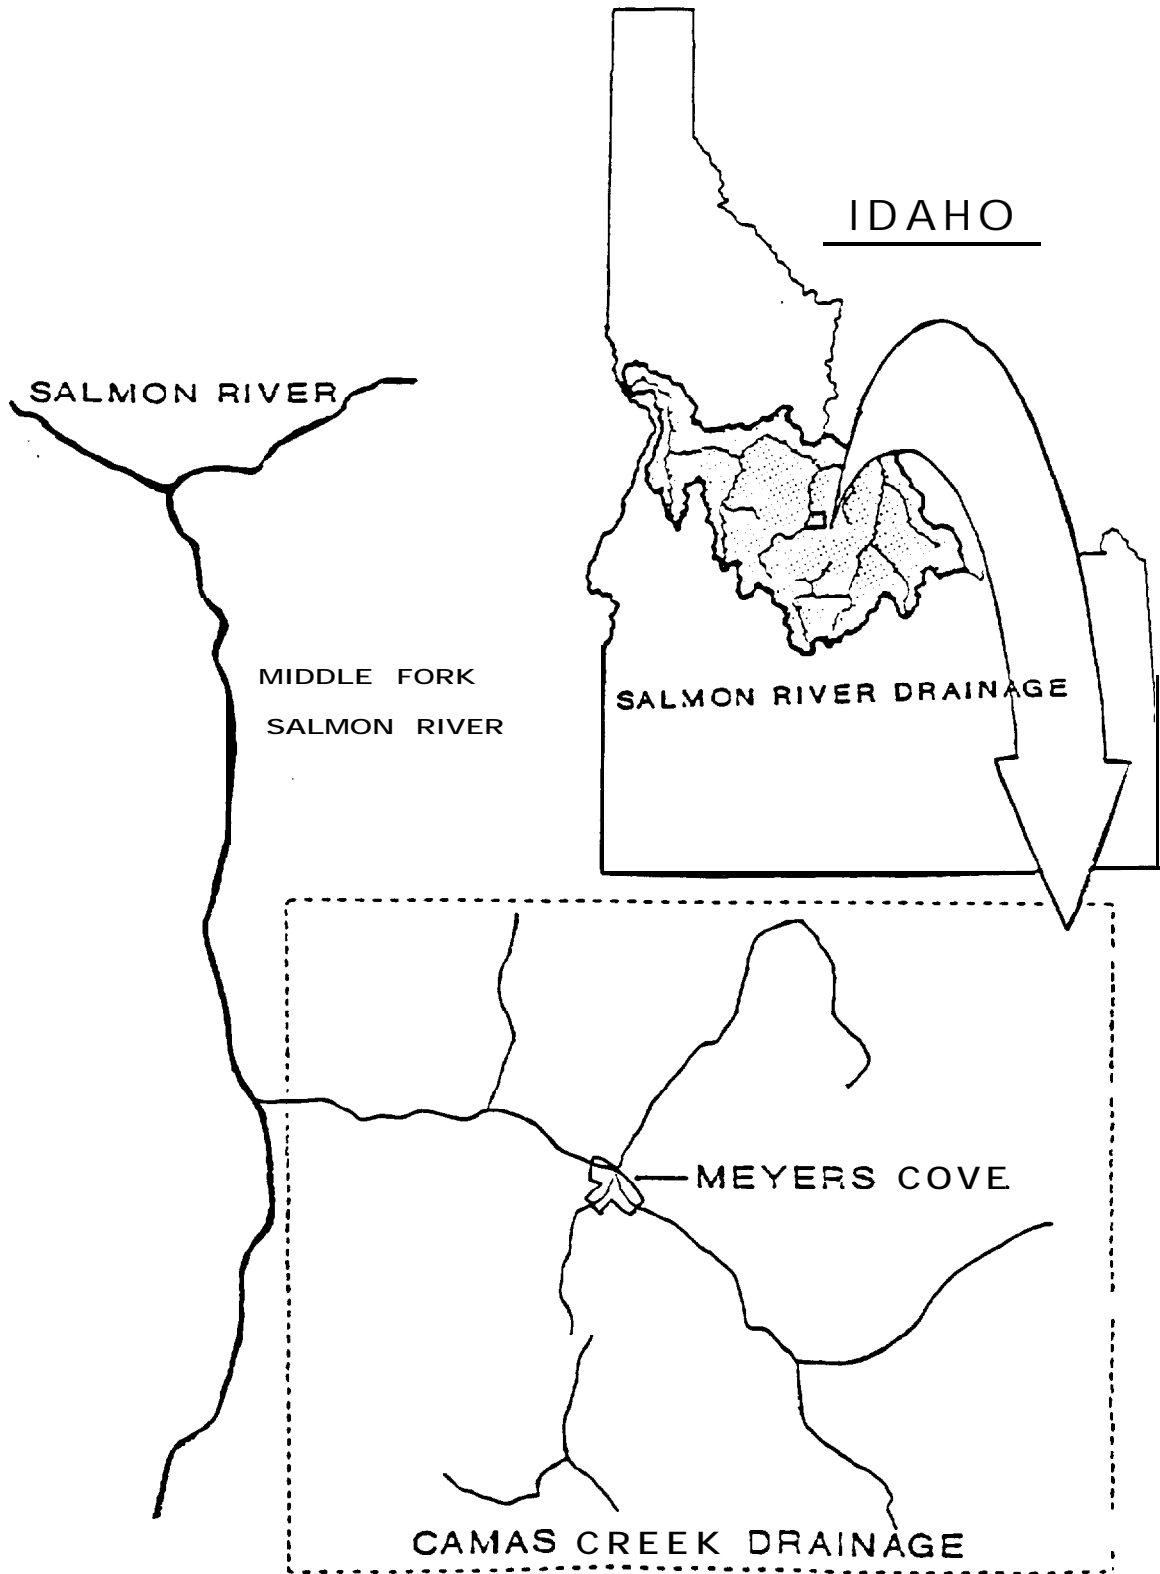 IDAHO
SALMON RIVER
MIDDLE FORK
SALMON RIVER
SALMON RIVER DRAINAGE
MEYERS COVE
CAMAS CREEK DRAINAGE